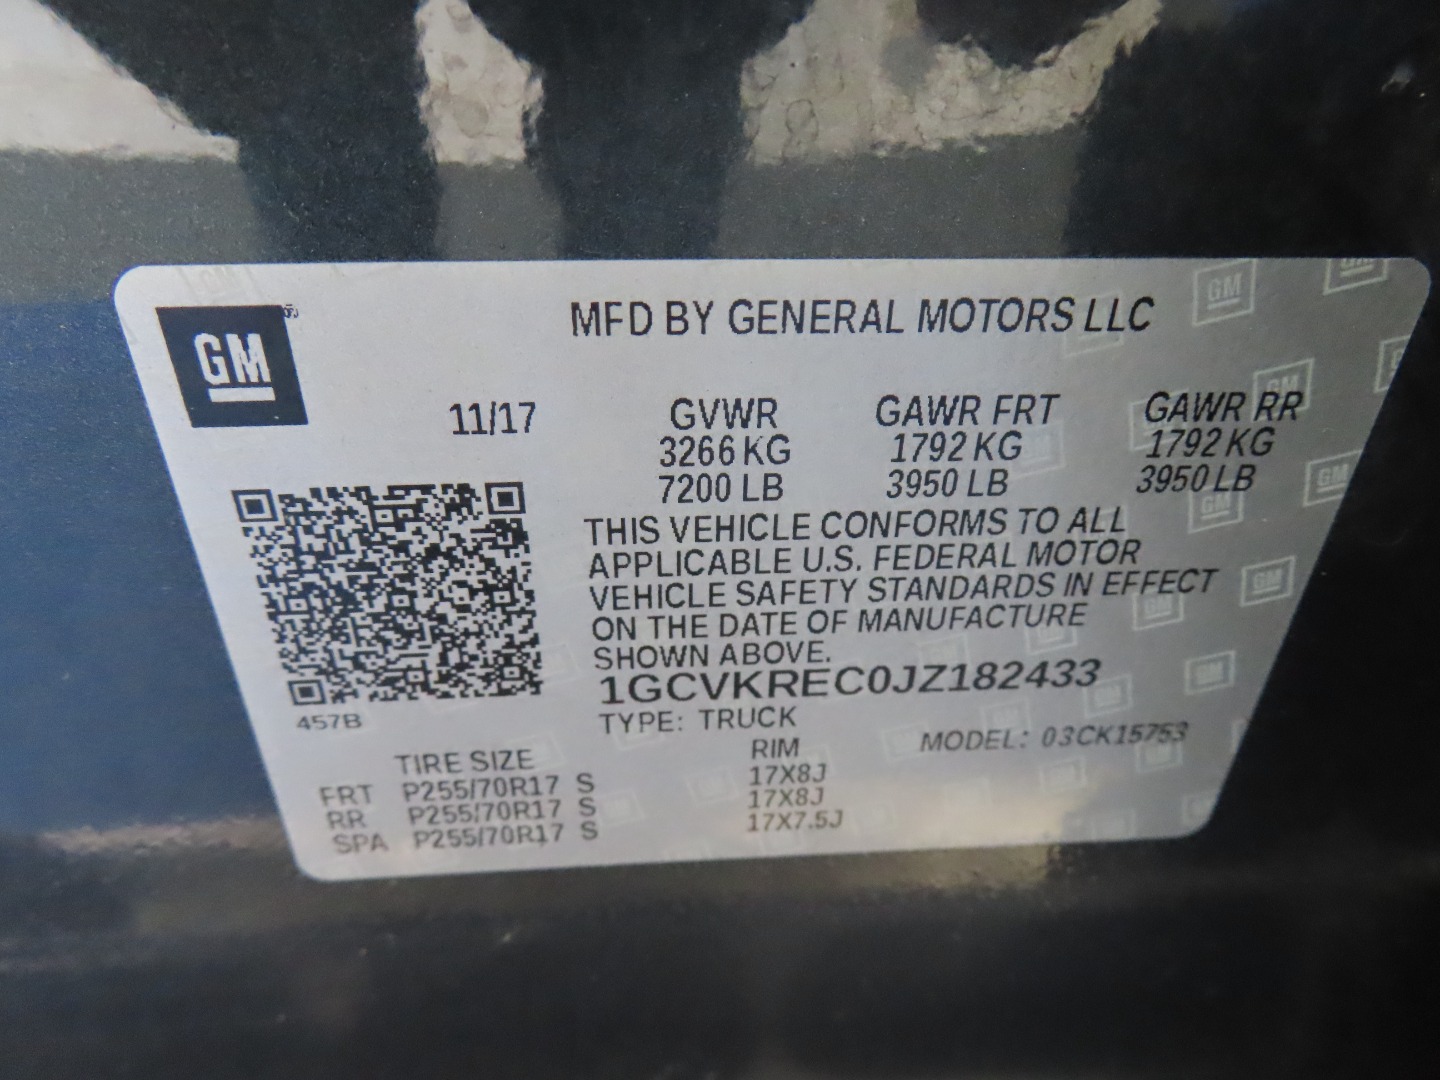 GM
MFD BY GENERAL MOTORS LLC
11/17
GVWR GAWR FRT GAWR RR
3266 KG 1792 KG 1792 KG
7200 LB 3950 LB 3950 LB
THIS VEHICLE CONFORMS TO ALL
APPLICABLE U.S. FEDERAL MOTOR
VEHICLE SAFETY STANDARDS IN EFFECT
ON THE DATE OF MANUFACTURE
SHOWN ABOVE.
1GCVKREC0JZ182433
457B
TYPE: TRUCK
MODEL: 03CK15753
TIRE SIZE RIM
FRT P255/70R17 S 17X8J
RR P255/70R17 S 17X8J
SPA P255/70R17 S 17X7.5J